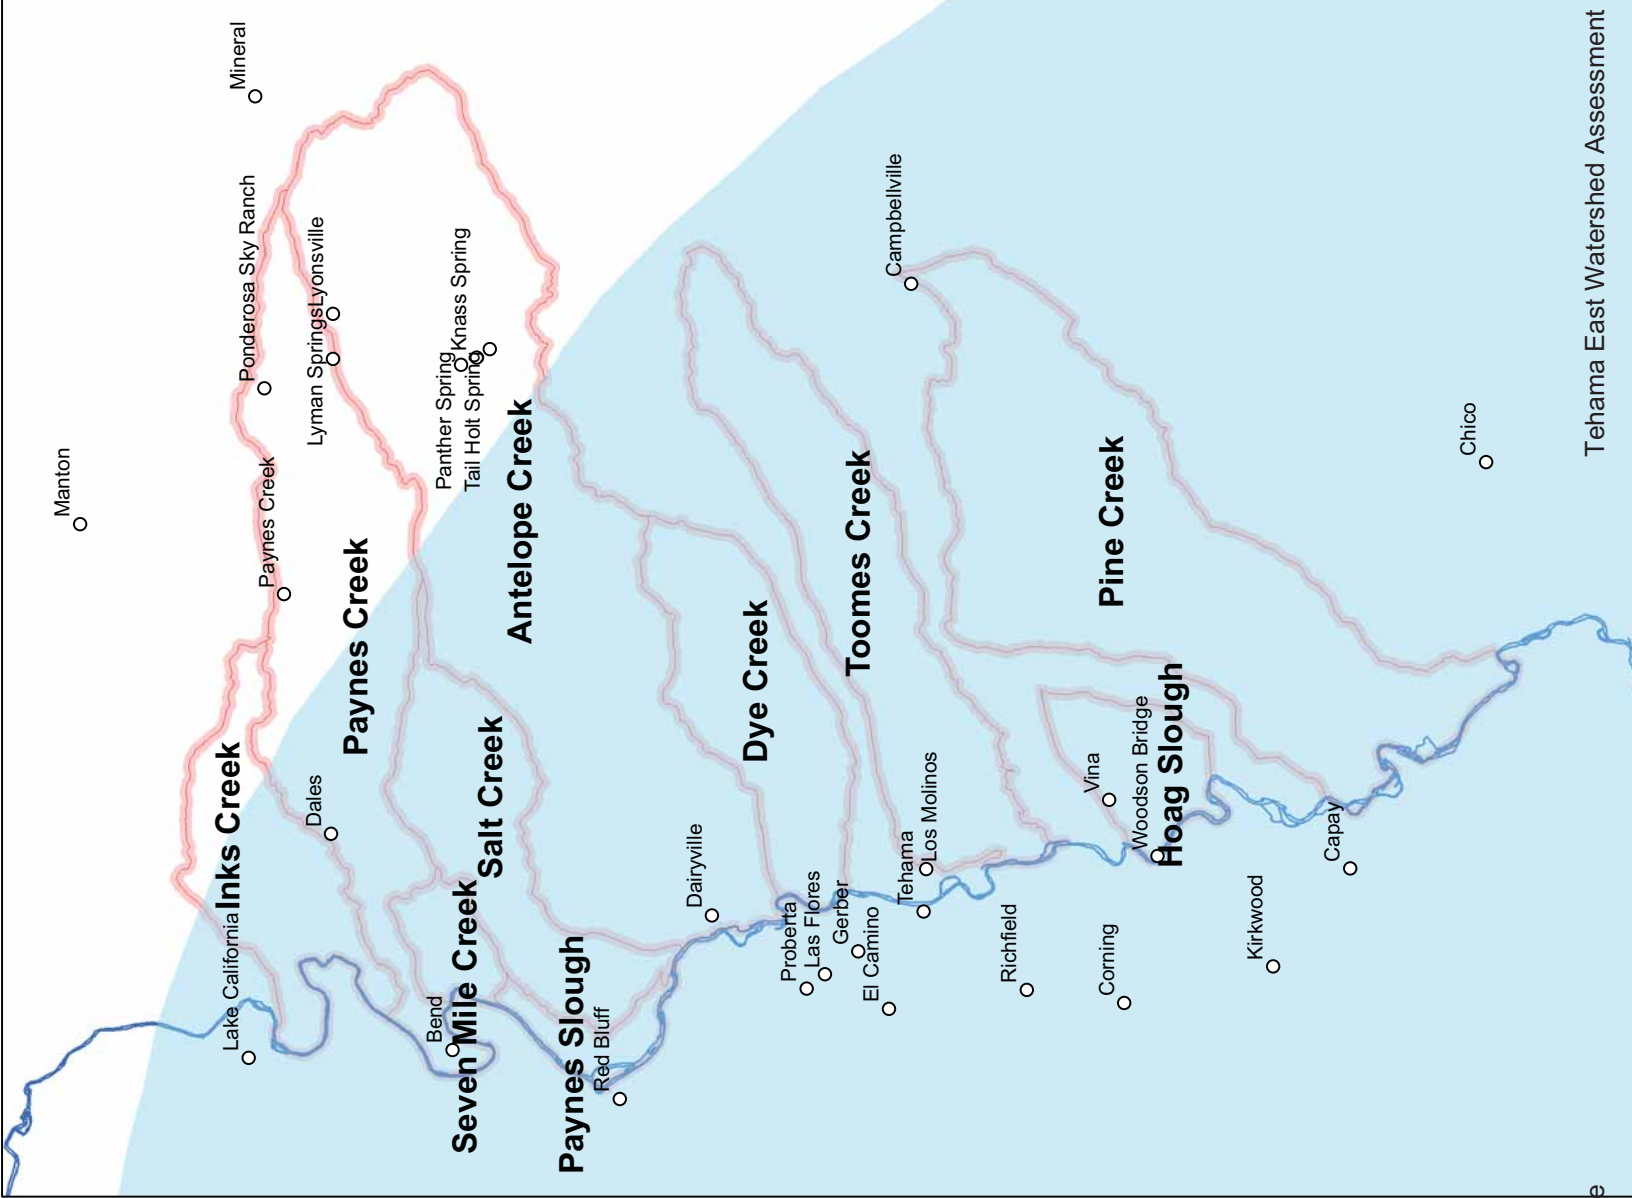 Manton
Mineral
Ponderosa Sky Ranch
Paynes Creek
Lyonsville
Lyman Springs
Knass Spring
Panther Spring
Tail Holt Spring
Campbellville
Inks Creek
Paynes Creek
Antelope Creek
Salt Creek
Seven Mile Creek
Paynes Slough
Dye Creek
Toomes Creek
Pine Creek
Hoag Slough
Lake California
Dales
Bend
Red Bluff
Dairyville
Proberta
Las Flores
Gerber
El Camino
Tehama
Los Molinos
Richfield
Corning
Vina
Woodson Bridge
Kirkwood
Capay
Chico
Tehama East Watershed Assessment
e